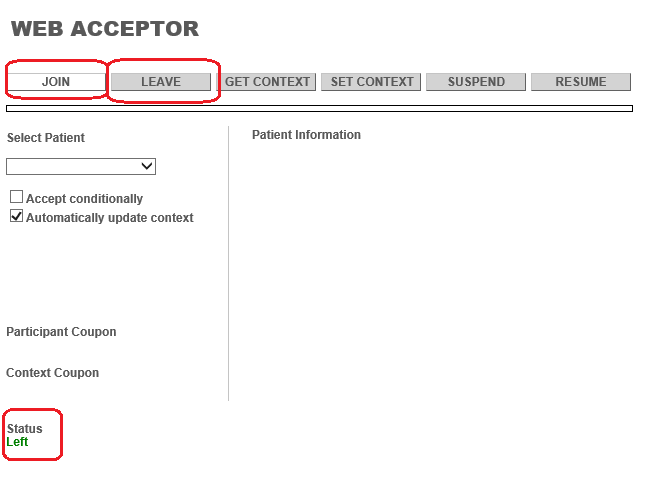 WEB ACCEPTOR
JOIN LEAVE GET CONTEXT SET CONTEXT SUSPEND RESUME
Select Patient
Patient Information
Accept conditionally
Automatically update context
Participant Coupon
Context Coupon
Status
Left